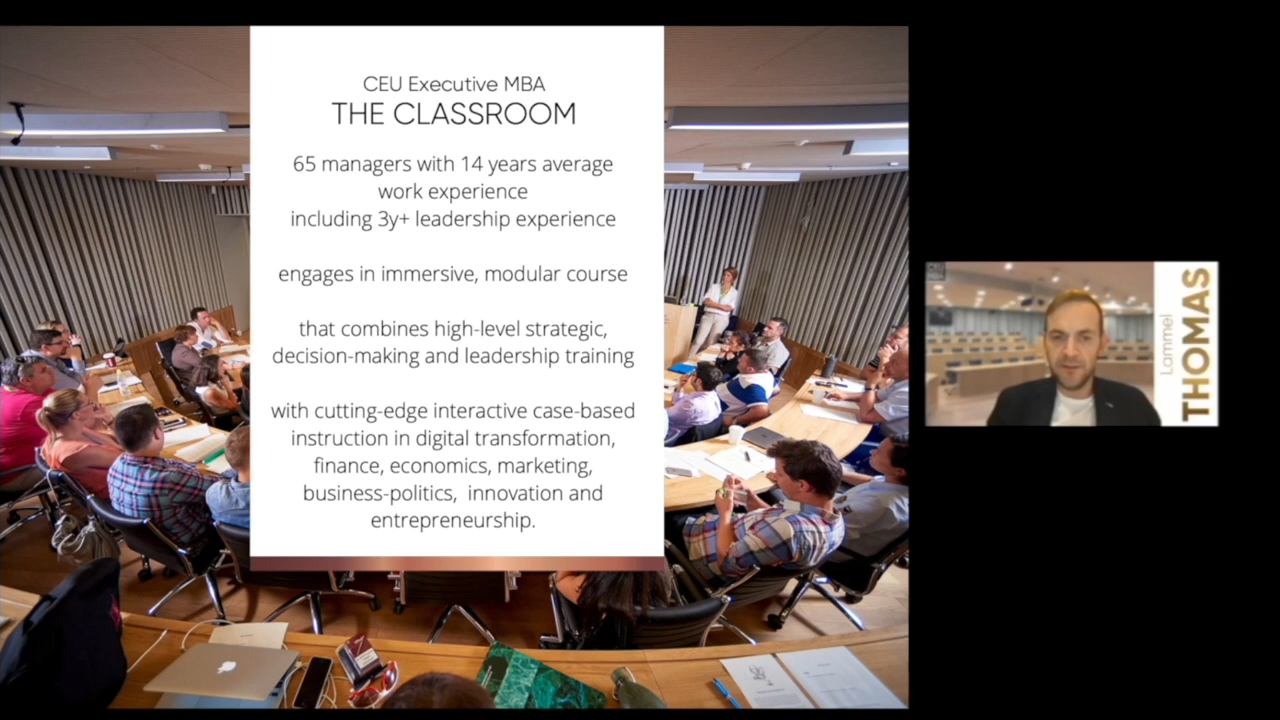 CEU Executive MBA
THE CLASSROOM
65 managers with 14 years average
work experience
including 3y+ leadership experience
engages in immersive, modular course
that combines high-level strategic,
decision-making and leadership training
with cutting-edge interactive case-based
instruction in digital transformation,
finance, economics, marketing,
business-politics, innovation and
entrepreneurship.
Lammel
THOMAS